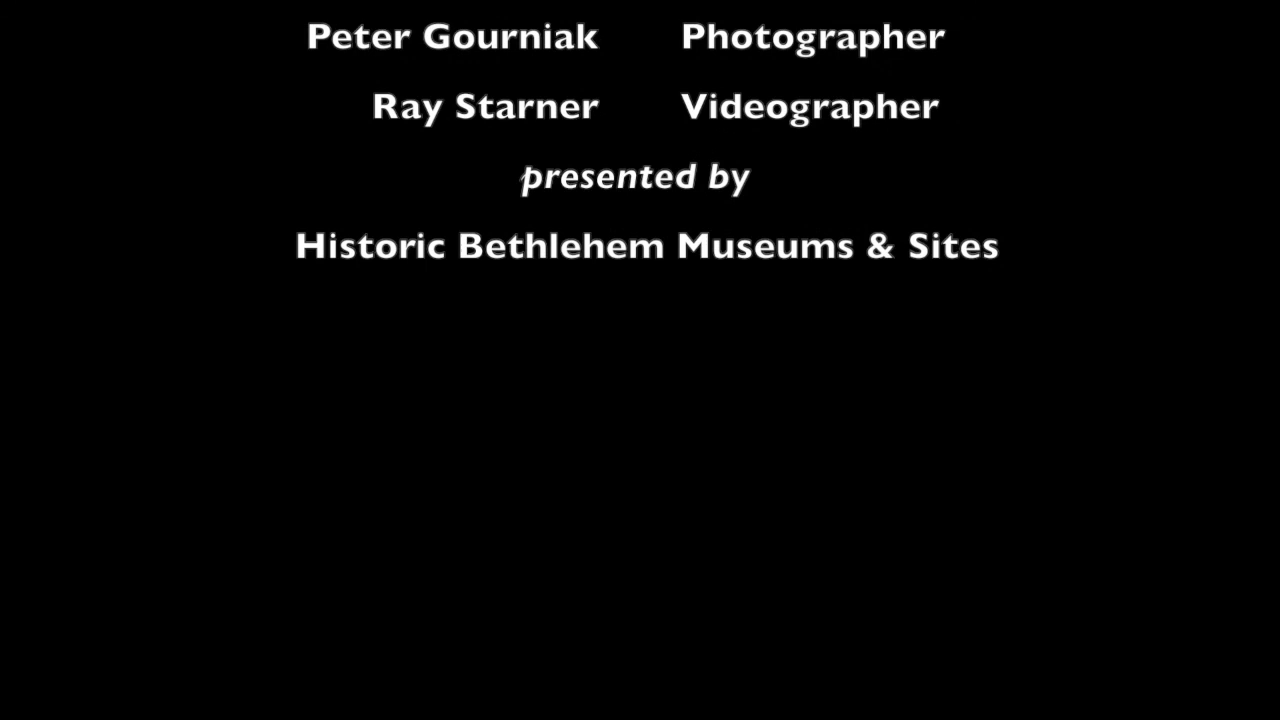 Peter Gourniak Photographer
Ray Starner Videographer
presented by
Historic Bethlehem Museums & Sites